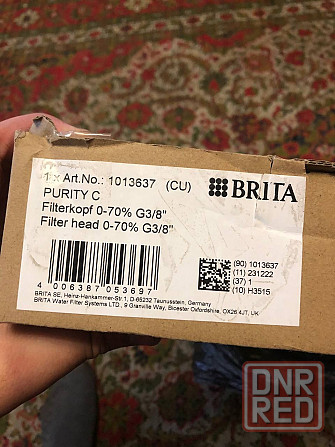 1 x Art.No.: 1013637 (CU)
BRITA
PURITY C
Filterkopf 0-70% G3/8"
Filter head 0-70% G3/8"
(90) 1013637
(11) 231222
(37) 1
(10) H3515
4 006387 053697
BRITA SE, Heinz-Hankammer-Str.1, D-65232 Taunusstein, Germany
BRITA Water Filter Systems LTD., 9 Granville Way, Bicester Oxfordshire, OX26 4JT, UK
DNR
RED